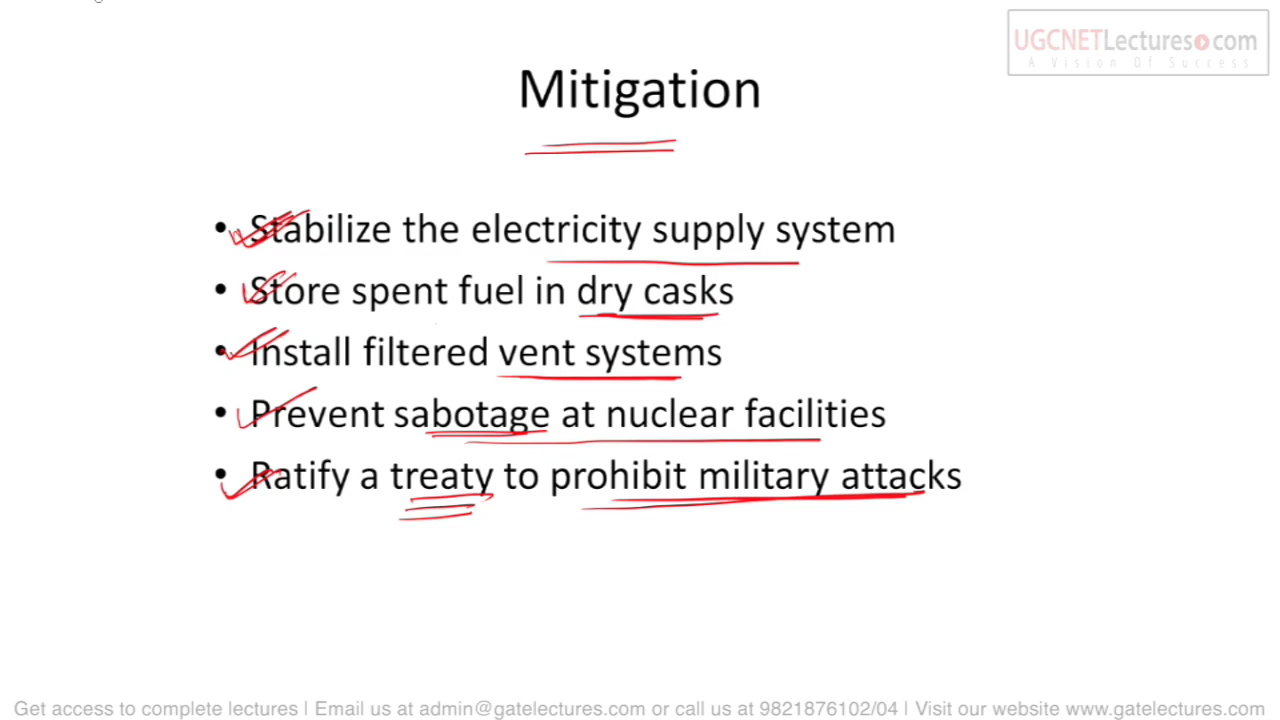 UGCNETLectures.com
A Vision Of Success
Mitigation
• Stabilize the electricity supply system
• Store spent fuel in dry casks
• Install filtered vent systems
• Prevent sabotage at nuclear facilities
• Ratify a treaty to prohibit military attacks
Get access to complete lectures | Email us at admin@gatelectures.com or call us at 9821876102/04 | Visit our website www.gatelectures.com